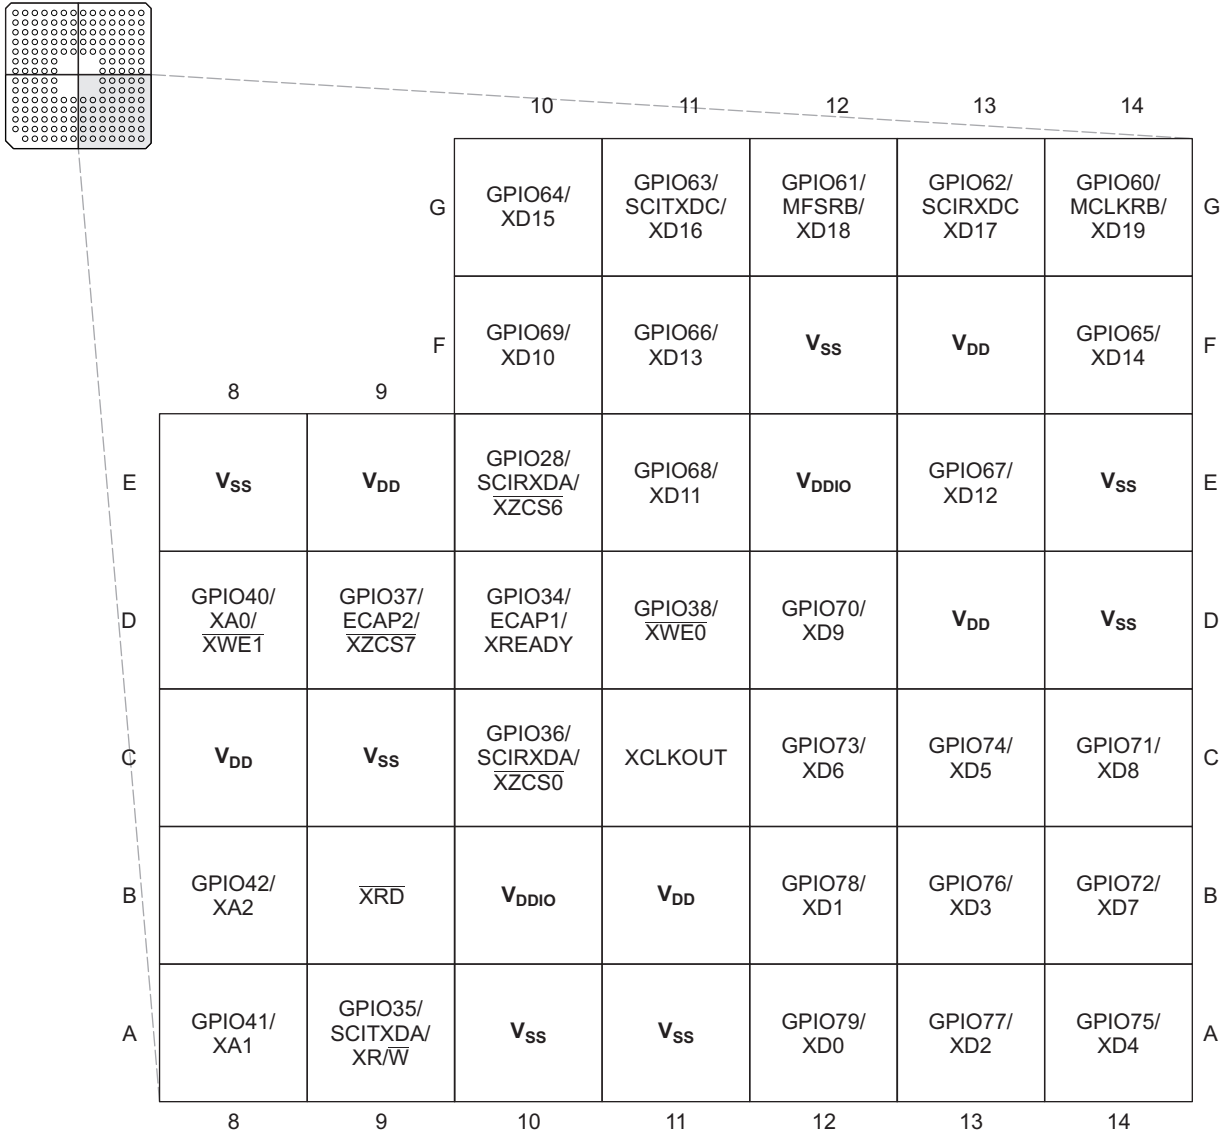 10 11 12 13 14
G GPIO64/ GPIO63/ GPIO61/ GPIO62/ GPIO60/ G
XD15 SCITXDC/ MFSRB/ SCIRXDC MCLKRB/
XD16 XD18 XD17 XD19
F GPIO69/ GPIO66/ VSS VDD GPIO65/ F
XD10 XD13 XD14
8 9
E VSS VDD GPIO28/ GPIO68/ VDDIO GPIO67/ VSS E
SCIRXDA/ XD11 XD12
XZCS6
D GPIO40/ GPIO37/ GPIO34/ GPIO38/ GPIO70/ VDD VSS D
XA0/ ECAP2/ ECAP1/ XWE0 XD9
XWE1 XZCS7 XREADY
C VDD VSS GPIO36/ XCLKOUT GPIO73/ GPIO74/ GPIO71/ C
SCIRXDA/ XD6 XD5 XD8
XZCS0
B GPIO42/ XRD VDDIO VDD GPIO78/ GPIO76/ GPIO72/ B
XA2 XD1 XD3 XD7
A GPIO41/ GPIO35/ VSS VSS GPIO79/ GPIO77/ GPIO75/ A
XA1 SCITXDA/ XD0 XD2 XD4
XR/W
8 9 10 11 12 13 14